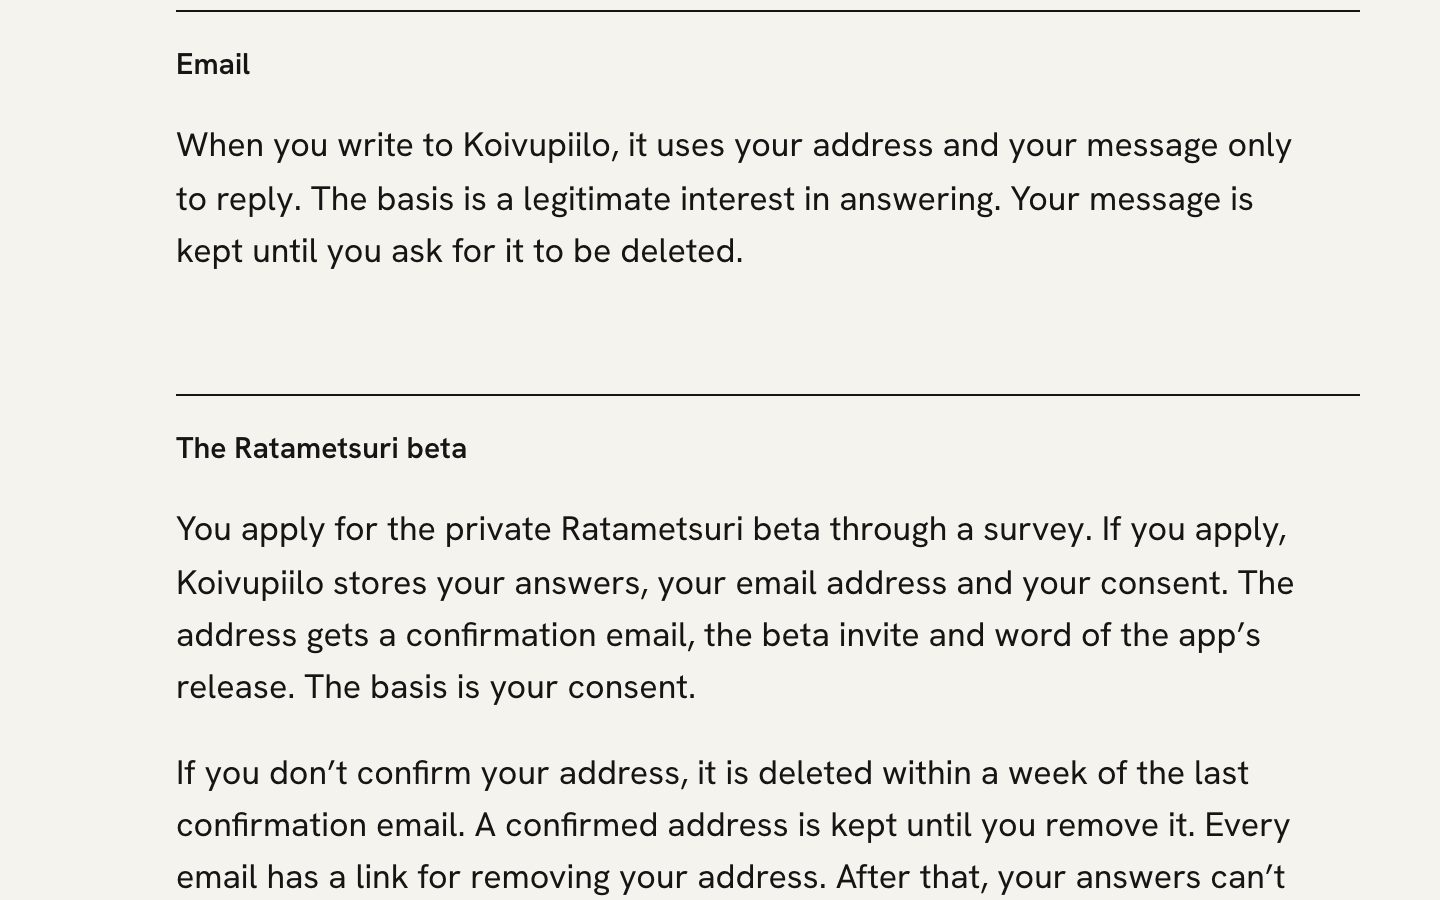 Email
When you write to Koivupiilo, it uses your address and your message only
to reply. The basis is a legitimate interest in answering. Your message is
kept until you ask for it to be deleted.
The Ratametsuri beta
You apply for the private Ratametsuri beta through a survey. If you apply,
Koivupiilo stores your answers, your email address and your consent. The
address gets a confirmation email, the beta invite and word of the app’s
release. The basis is your consent.
If you don’t confirm your address, it is deleted within a week of the last
confirmation email. A confirmed address is kept until you remove it. Every
email has a link for removing your address. After that, your answers can’t